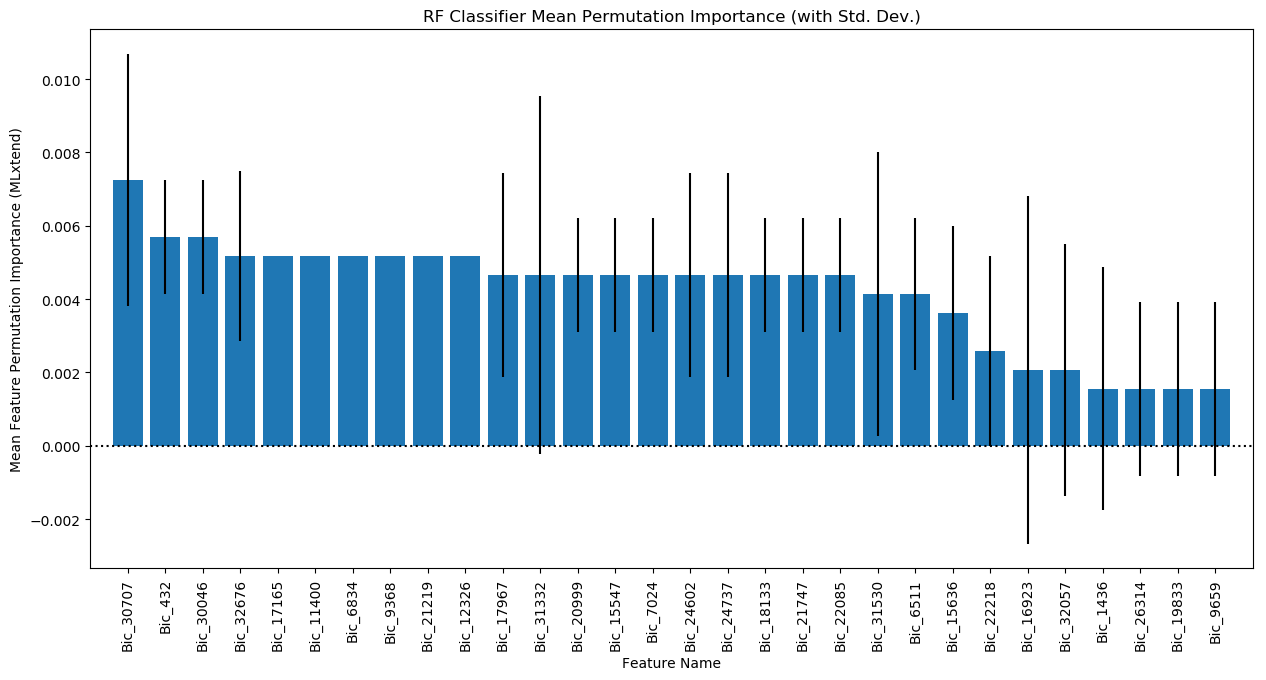 RF Classifier Mean Permutation Importance (with Std. Dev.)
Mean Feature Permutation Importance (MLxtend)
0.010
0.008
0.006
0.004
0.002
0.000
−0.002
Bic_30707
Bic_432
Bic_30046
Bic_32676
Bic_17165
Bic_11400
Bic_6834
Bic_9368
Bic_21219
Bic_12326
Bic_17967
Bic_31332
Bic_20999
Bic_15547
Bic_7024
Bic_24602
Bic_24737
Bic_18133
Bic_21747
Bic_22085
Bic_31530
Bic_6511
Bic_15636
Bic_22218
Bic_16923
Bic_32057
Bic_1436
Bic_26314
Bic_19833
Bic_9659
Feature Name